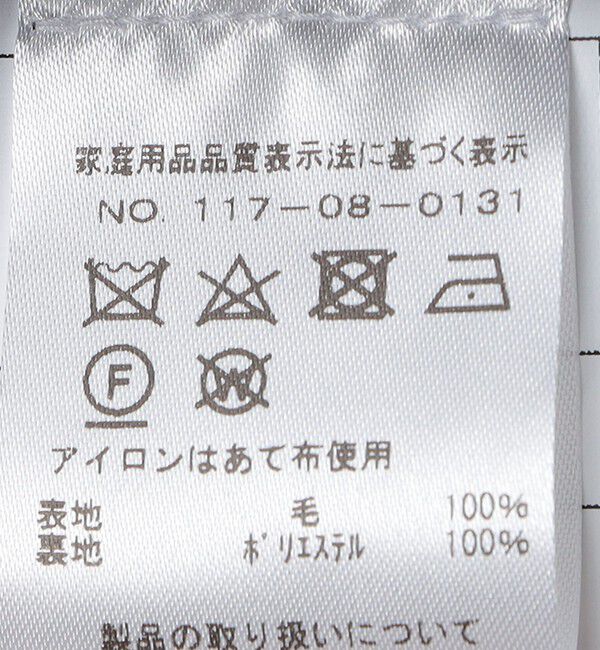 家庭用品品質表示法に基づく表示
NO. 117-08-0131
F W
アイロンはあて布使用
表地 毛 100%
裏地 ポリエステル 100%
製品の取り扱いについて